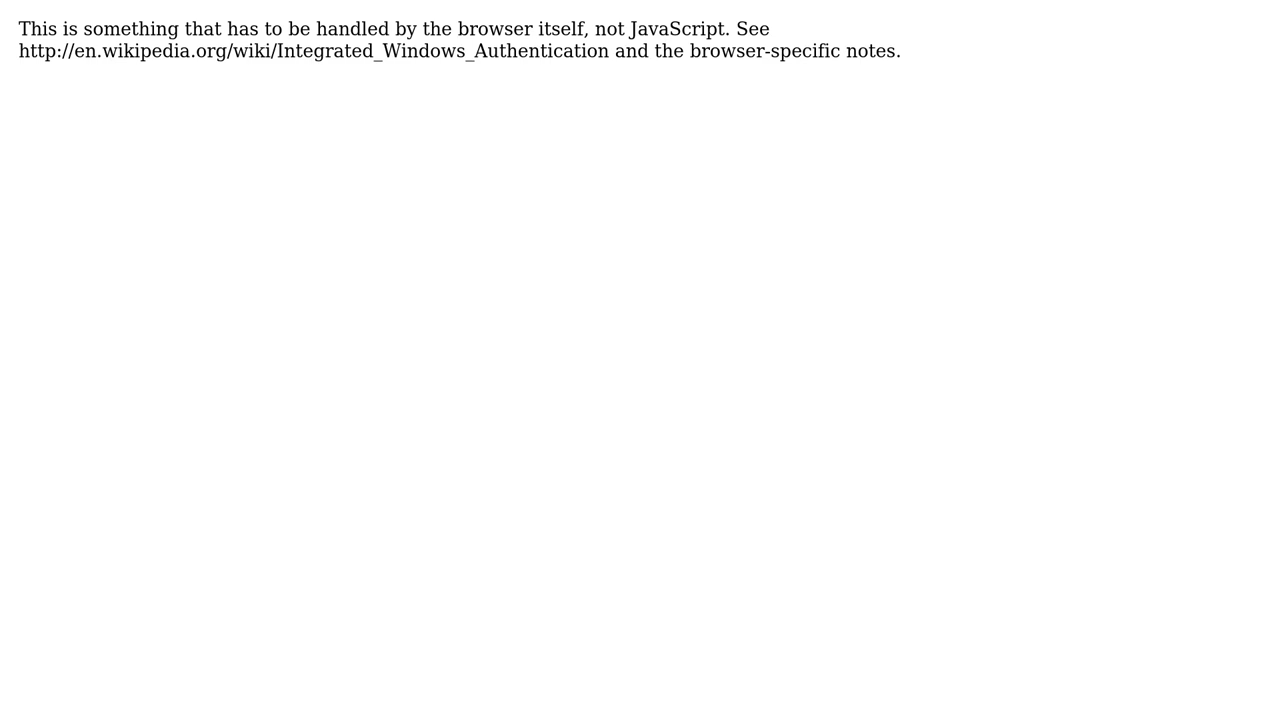 This is something that has to be handled by the browser itself, not JavaScript. See
http://en.wikipedia.org/wiki/Integrated_Windows_Authentication and the browser-specific notes.